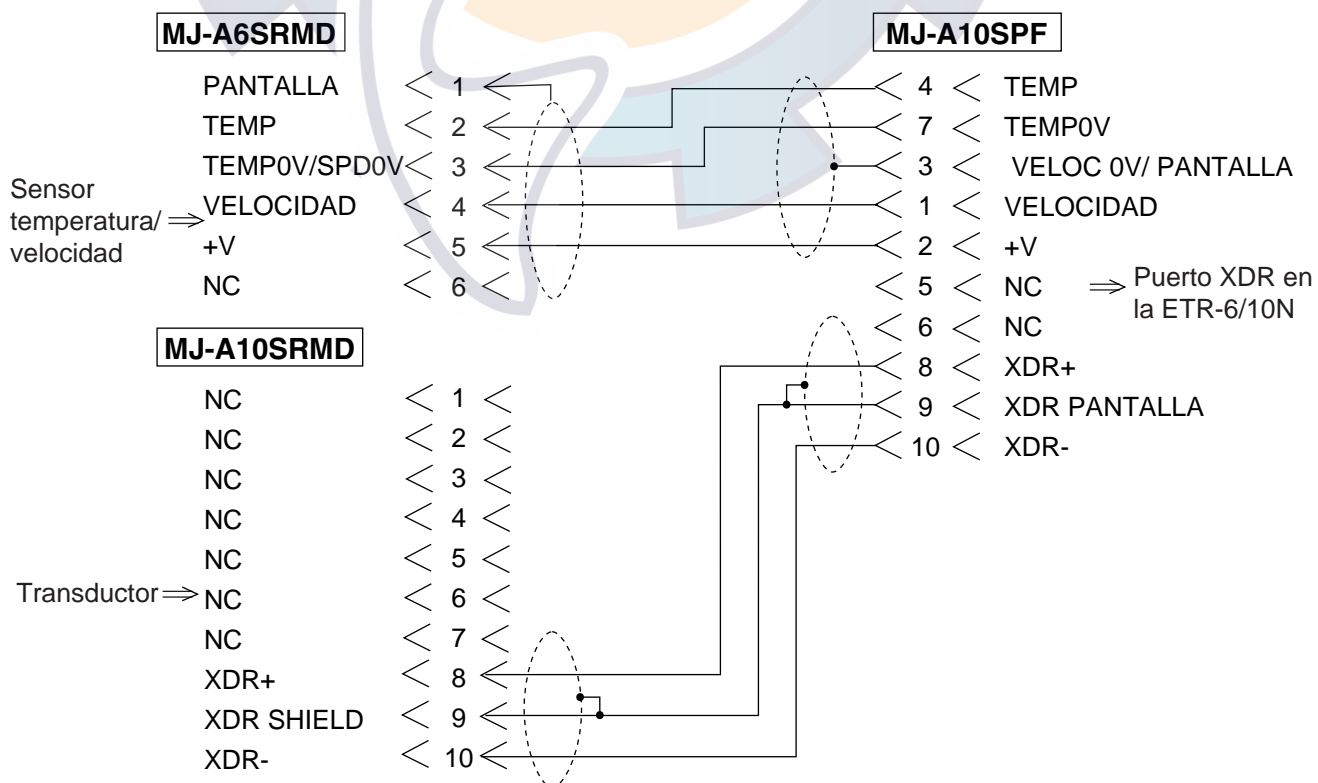 MJ-A6SRMD
PANTALLA 1
TEMP 2
TEMP0V/SPD0V 3
VELOCIDAD 4
+V 5
NC 6
Sensor
temperatura/
velocidad
MJ-A10SRMD
NC 1
NC 2
NC 3
NC 4
NC 5
NC 6
NC 7
XDR+ 8
XDR SHIELD 9
XDR- 10
Transductor
MJ-A10SPF
4 TEMP
7 TEMP0V
3 VELOC 0V/ PANTALLA
1 VELOCIDAD
2 +V
5 NC
6 NC
8 XDR+
9 XDR PANTALLA
10 XDR-
Puerto XDR en
la ETR-6/10N